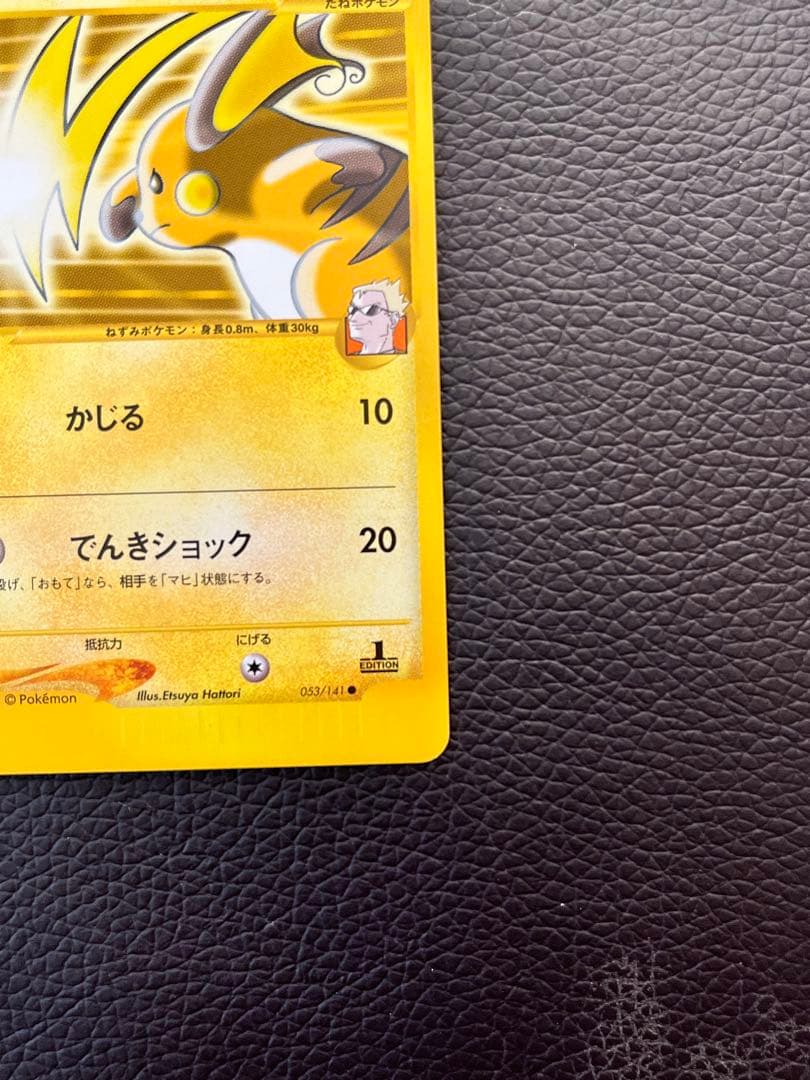 たねポケモン
ねずみポケモン：身長0.8m、体重30kg
かじる 10
でんきショック 20
投げ、「おもて」なら、相手を「マヒ」状態にする。
抵抗力 にげる
1
EDITION
© Pokémon Illus.Etsuya Hattori 053/141 ●